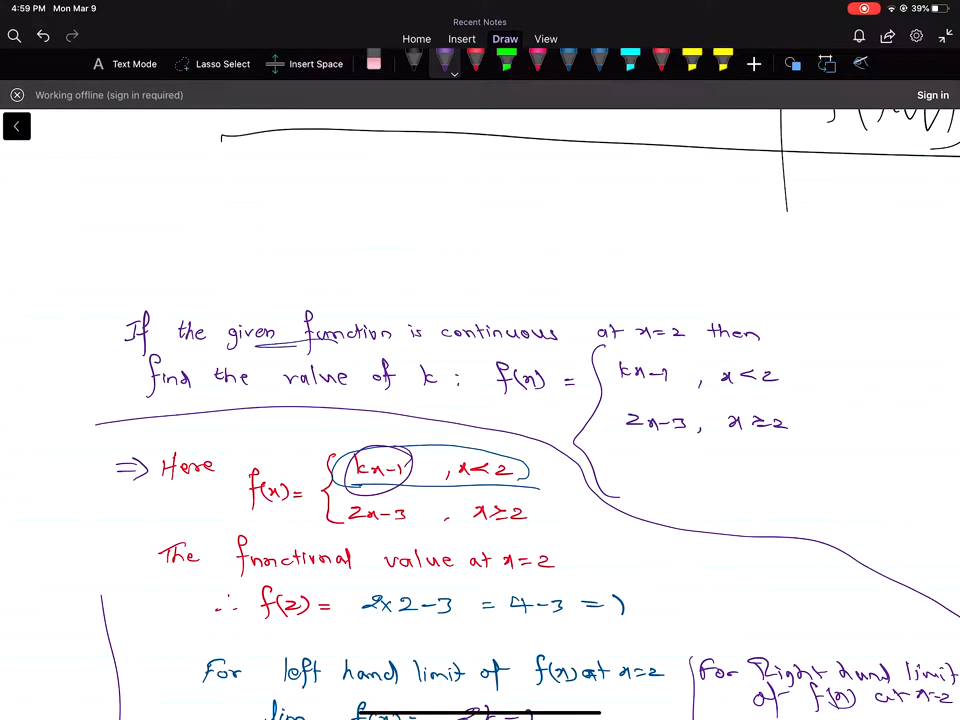 4:59 PM Mon Mar 9
39%
Recent Notes
Home Insert Draw View
Text Mode Lasso Select Insert Space
Working offline (sign in required) Sign in
If the given function is continuous at x=2 then
find the value of k : f(x) = { kx-1 , x<2
2x-3 , x≥2
⇒ Here f(x)= { kx-1 , x<2
2x-3 , x≥2
The functional value at x=2
∴ f(2) = 2×2-3 = 4-3 = 1
For left hand limit of f(x) at x=2
For Right hand limit
of f(x) at x=2